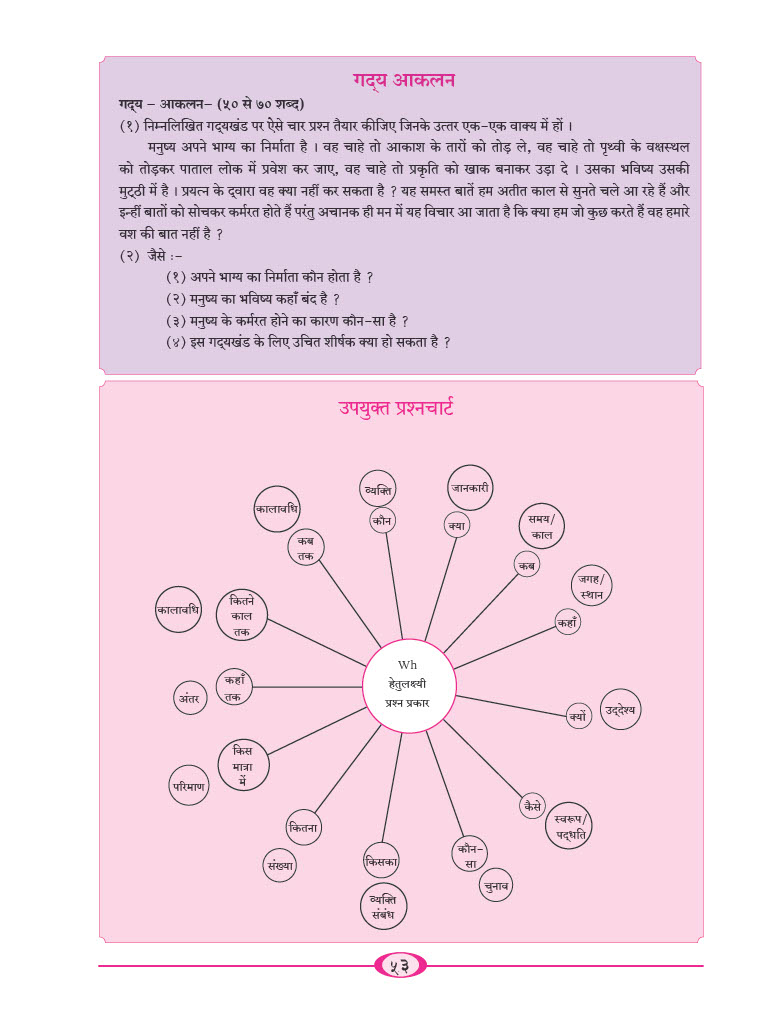 गद्य आकलन
गद्य – आकलन– (५० से ७० शब्द)
(१) निम्नलिखित गद्यखंड पर ऐसे चार प्रश्न तैयार कीजिए जिनके उत्तर एक-एक वाक्य में हों ।
मनुष्य अपने भाग्य का निर्माता है । वह चाहे तो आकाश के तारों को तोड़ ले, वह चाहे तो पृथ्वी के वक्षस्थल
को तोड़कर पाताल लोक में प्रवेश कर जाए, वह चाहे तो प्रकृति को खाक बनाकर उड़ा दे । उसका भविष्य उसकी
मुट्ठी में है । प्रयत्न के द्वारा वह क्या नहीं कर सकता है ? यह समस्त बातें हम अतीत काल से सुनते चले आ रहे हैं और
इन्हीं बातों को सोचकर कर्मरत होते हैं परंतु अचानक ही मन में यह विचार आ जाता है कि क्या हम जो कुछ करते हैं वह हमारे
वश की बात नहीं है ?
(२) जैसे :-
(१) अपने भाग्य का निर्माता कौन होता है ?
(२) मनुष्य का भविष्य कहाँ बंद है ?
(३) मनुष्य के कर्मरत होने का कारण कौन-सा है ?
(४) इस गद्यखंड के लिए उचित शीर्षक क्या हो सकता है ?
उपयुक्त प्रश्नचार्ट
व्यक्ति
कौन
जानकारी
क्या
समय/
काल
कब
जगह/
स्थान
कहाँ
उद्देश्य
क्यों
कैसे
स्वरूप/
पद्धति
कौन-
सा
चुनाव
किसका
व्यक्ति
संबंध
कितना
संख्या
किस
मात्रा
में
परिमाण
कहाँ
तक
अंतर
कितने
काल
तक
कालावधि
कब
तक
कालावधि
Wh
हेतुलक्ष्यी
प्रश्न प्रकार
५३